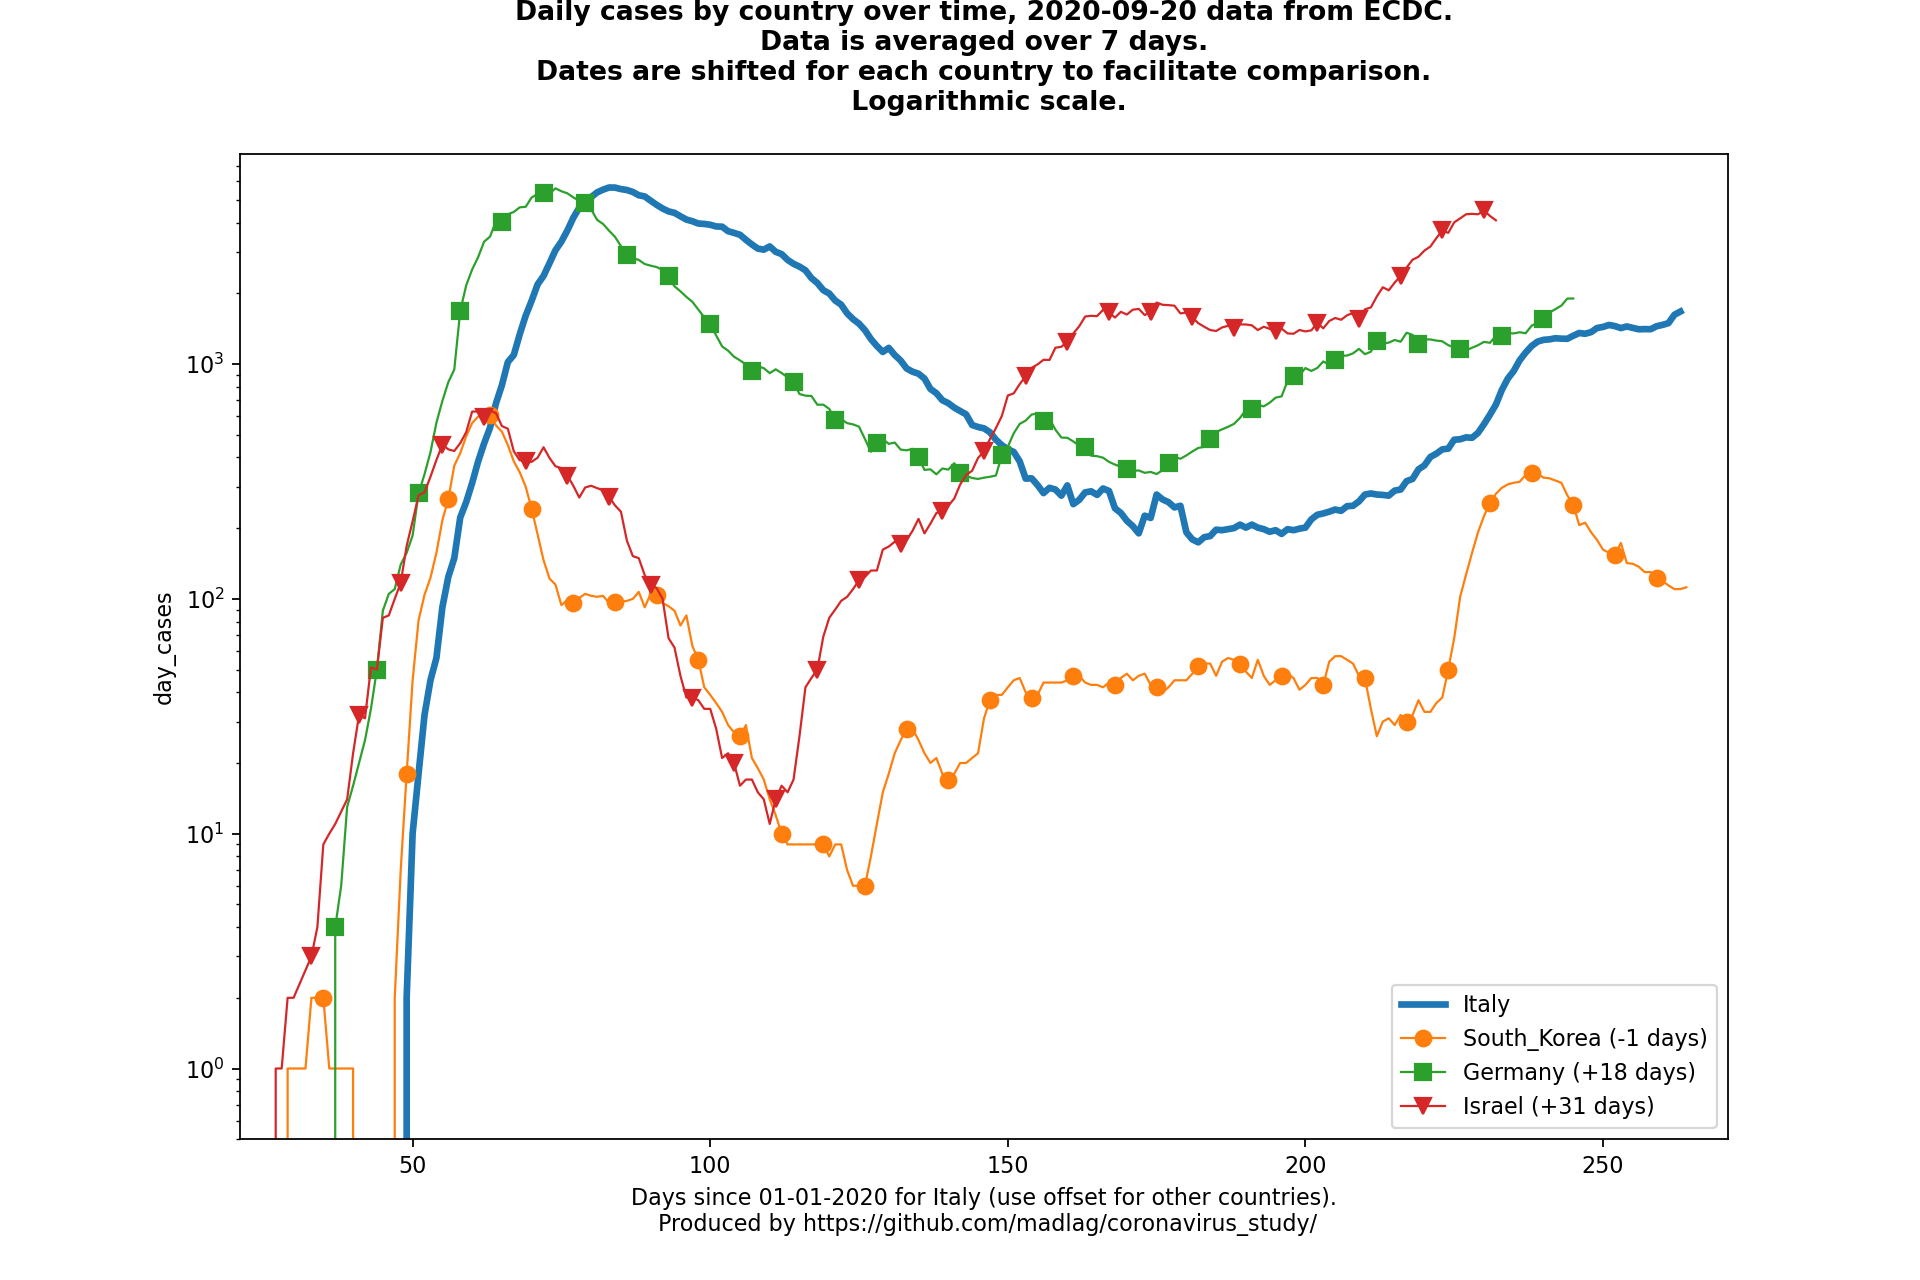 Daily cases by country over time, 2020-09-20 data from ECDC.
Data is averaged over 7 days.
Dates are shifted for each country to facilitate comparison.
Logarithmic scale.
10³
10²
10¹
10⁰
day_cases
50
100
150
200
250
Italy
South_Korea (-1 days)
Germany (+18 days)
Israel (+31 days)
Days since 01-01-2020 for Italy (use offset for other countries).
Produced by https://github.com/madlag/coronavirus_study/